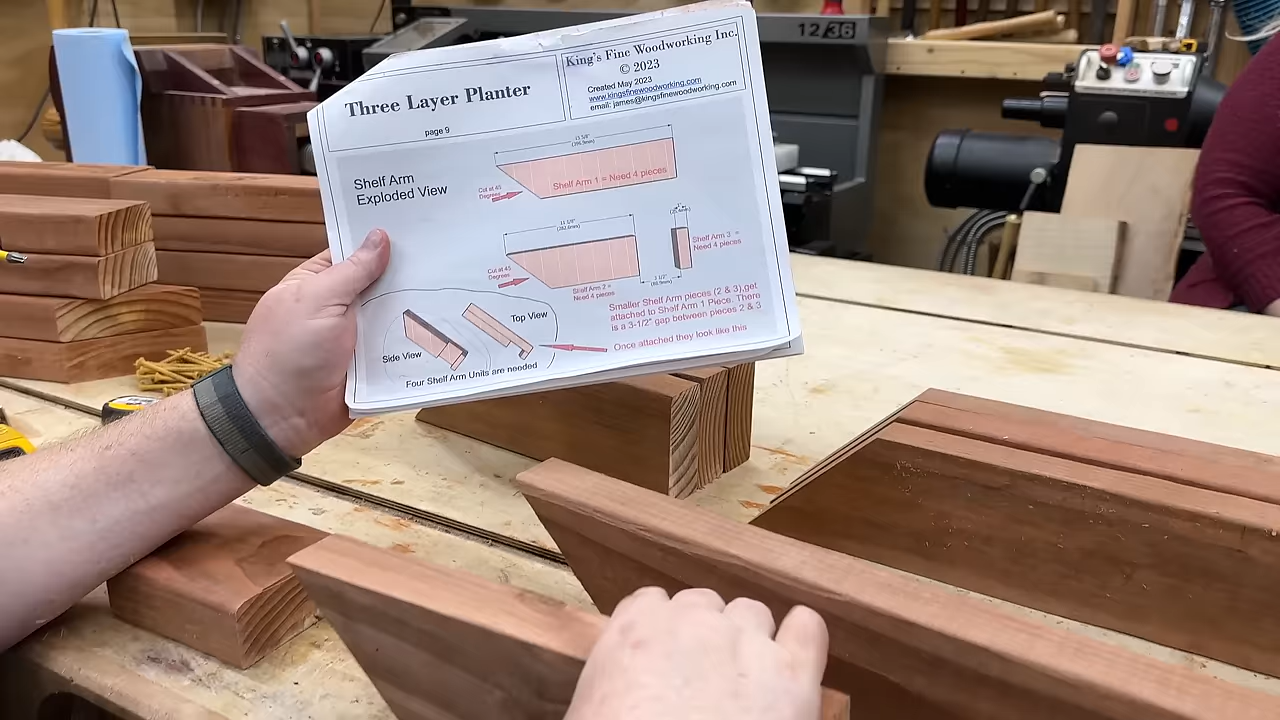 12/36
King's Fine Woodworking Inc.
© 2023
Three Layer Planter
Created May 2023
www.kingsfinewoodworking.com
email: james@kingsfinewoodworking.com
page 9
Shelf Arm
Exploded View
Cut at 45
Degrees
Shelf Arm 1 = Need 4 pieces
Cut at 45
Degrees
Shelf Arm 2 =
Need 4 pieces
Shelf Arm 3 =
Need 4 pieces
Smaller Shelf Arm pieces (2 & 3) get
attached to Shelf Arm 1 Piece. There
is a 3-1/2" gap between pieces 2 & 3
Top View
Side View
Once attached they look like this
Four Shelf Arm Units are needed